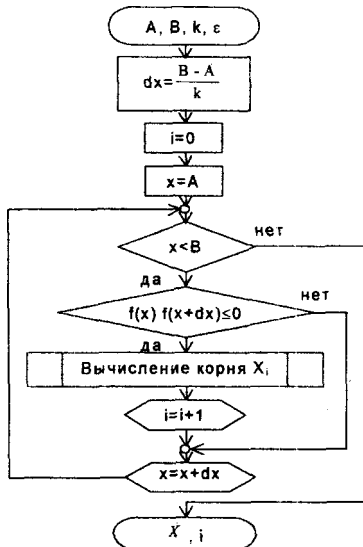 A, B, k, ε
dx= B - A
k
i=0
x=A
x<B
нет
да
f(x) f(x+dx)≤0
нет
да
Вычисление корня Xi
i=i+1
x=x+dx
X , i